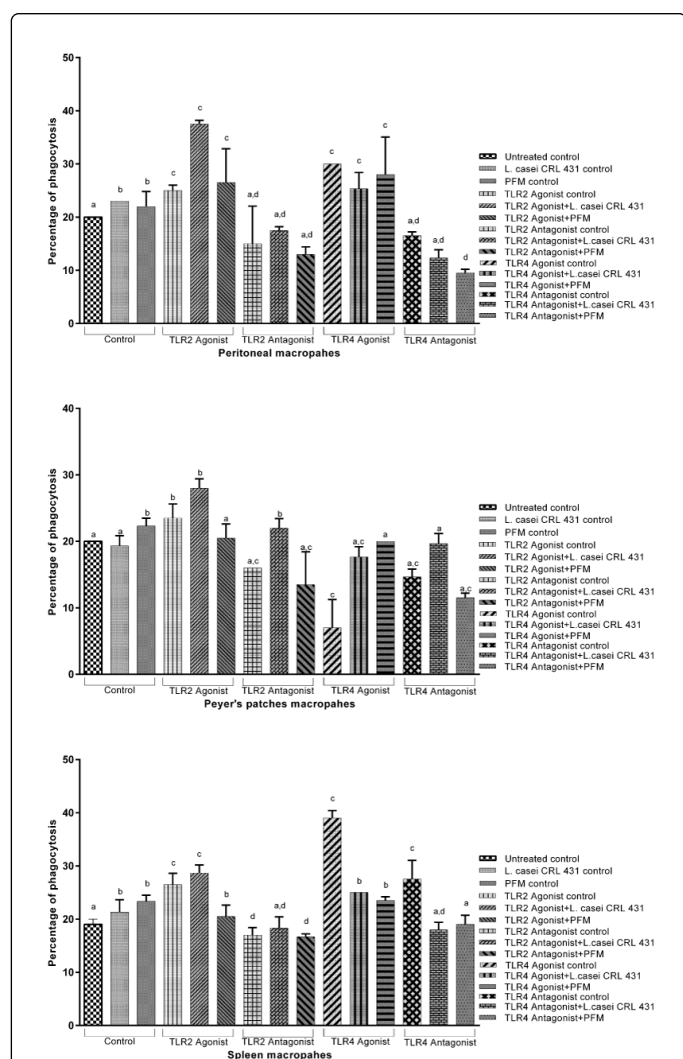 50
40
30
20
10
0
Percentage of phagocytosis
a
b
b
c
c
c
a,d
a,d
a,d
c
c
c
a,d
a,d
d
Control
TLR2 Agonist
TLR2 Antagonist
TLR4 Agonist
TLR4 Antagonist
Peritoneal macropahes
Untreated control
L. casei CRL 431 control
PFM control
TLR2 Agonist control
TLR2 Agonist+L. casei CRL 431
TLR2 Agonist+PFM
TLR2 Antagonist control
TLR2 Antagonist+L.casei CRL 431
TLR2 Antagonist+PFM
TLR4 Agonist control
TLR4 Agonist+L.casei CRL 431
TLR4 Agonist+PFM
TLR4 Antagonist control
TLR4 Antagonist+L.casei CRL 431
TLR4 Antagonist+PFM
40
30
20
10
0
Percentage of phagocytosis
a
a
b
b
b
a
a,c
b
a,c
c
a,c
a
a,c
a
a,c
Control
TLR2 Agonist
TLR2 Antagonist
TLR4 Agonist
TLR4 Antagonist
Peyer's patches macropahes
Untreated control
L. casei CRL 431 control
PFM control
TLR2 Agonist control
TLR2 Agonist+L. casei CRL 431
TLR2 Agonist+PFM
TLR2 Antagonist control
TLR2 Antagonist+L.casei CRL 431
TLR2 Antagonist+PFM
TLR4 Agonist control
TLR4 Agonist+L.casei CRL 431
TLR4 Agonist+PFM
TLR4 Antagonist control
TLR4 Antagonist+L.casei CRL 431
TLR4 Antagonist+PFM
50
40
30
20
10
0
Percentage of phagocytosis
a
b
b
c
c
b
d
a,d
d
c
b
b
c
a,d
a
Control
TLR2 Agonist
TLR2 Antagonist
TLR4 Agonist
TLR4 Antagonist
Spleen macropahes
Untreated control
L. casei CRL 431 control
PFM control
TLR2 Agonist control
TLR2 Agonist+L. casei CRL 431
TLR2 Agonist+PFM
TLR2 Antagonist control
TLR2 Antagonist+L.casei CRL 431
TLR2 Antagonist+PFM
TLR4 Agonist control
TLR4 Agonist+L.casei CRL 431
TLR4 Agonist+PFM
TLR4 Antagonist control
TLR4 Antagonist+L.casei CRL 431
TLR4 Antagonist+PFM